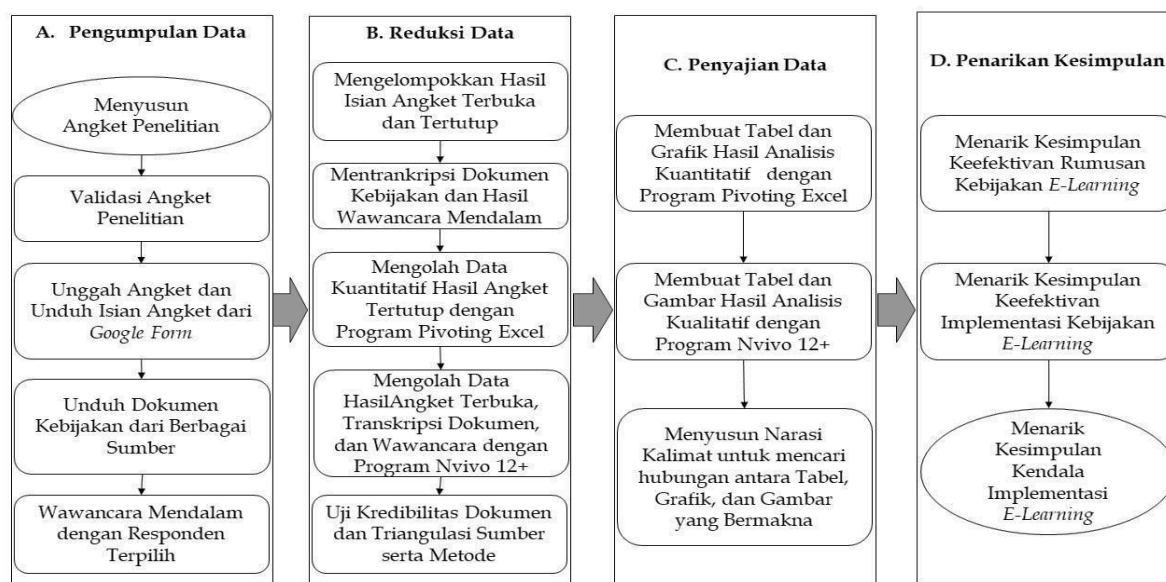 A. Pengumpulan Data
Menyusun
Angket Penelitian
Validasi Angket
Penelitian
Unggah Angket dan
Unduh Isian Angket dari
Google Form
Unduh Dokumen
Kebijakan dari Berbagai
Sumber
Wawancara Mendalam
dengan Responden
Terpilih
B. Reduksi Data
Mengelompokkan Hasil
Isian Angket Terbuka
dan Tertutup
Mentrankripsi Dokumen
Kebijakan dan Hasil
Wawancara Mendalam
Mengolah Data
Kuantitatif Hasil Angket
Tertutup dengan
Program Pivoting Excel
Mengolah Data
HasilAngket Terbuka,
Transkripsi Dokumen,
dan Wawancara dengan
Program Nvivo 12+
Uji Kredibilitas Dokumen
dan Triangulasi Sumber
serta Metode
C. Penyajian Data
Membuat Tabel dan
Grafik Hasil Analisis
Kuantitatif dengan
Program Pivoting Excel
Membuat Tabel dan
Gambar Hasil Analisis
Kualitatif dengan
Program Nvivo 12+
Menyusun Narasi
Kalimat untuk mencari
hubungan antara Tabel,
Grafik, dan Gambar
yang Bermakna
D. Penarikan Kesimpulan
Menarik Kesimpulan
Keefektivan Rumusan
Kebijakan E-Learning
Menarik Kesimpulan
Keefektivan
Implementasi Kebijakan
E-Learning
Menarik
Kesimpulan
Kendala
Implementasi
E-Learning